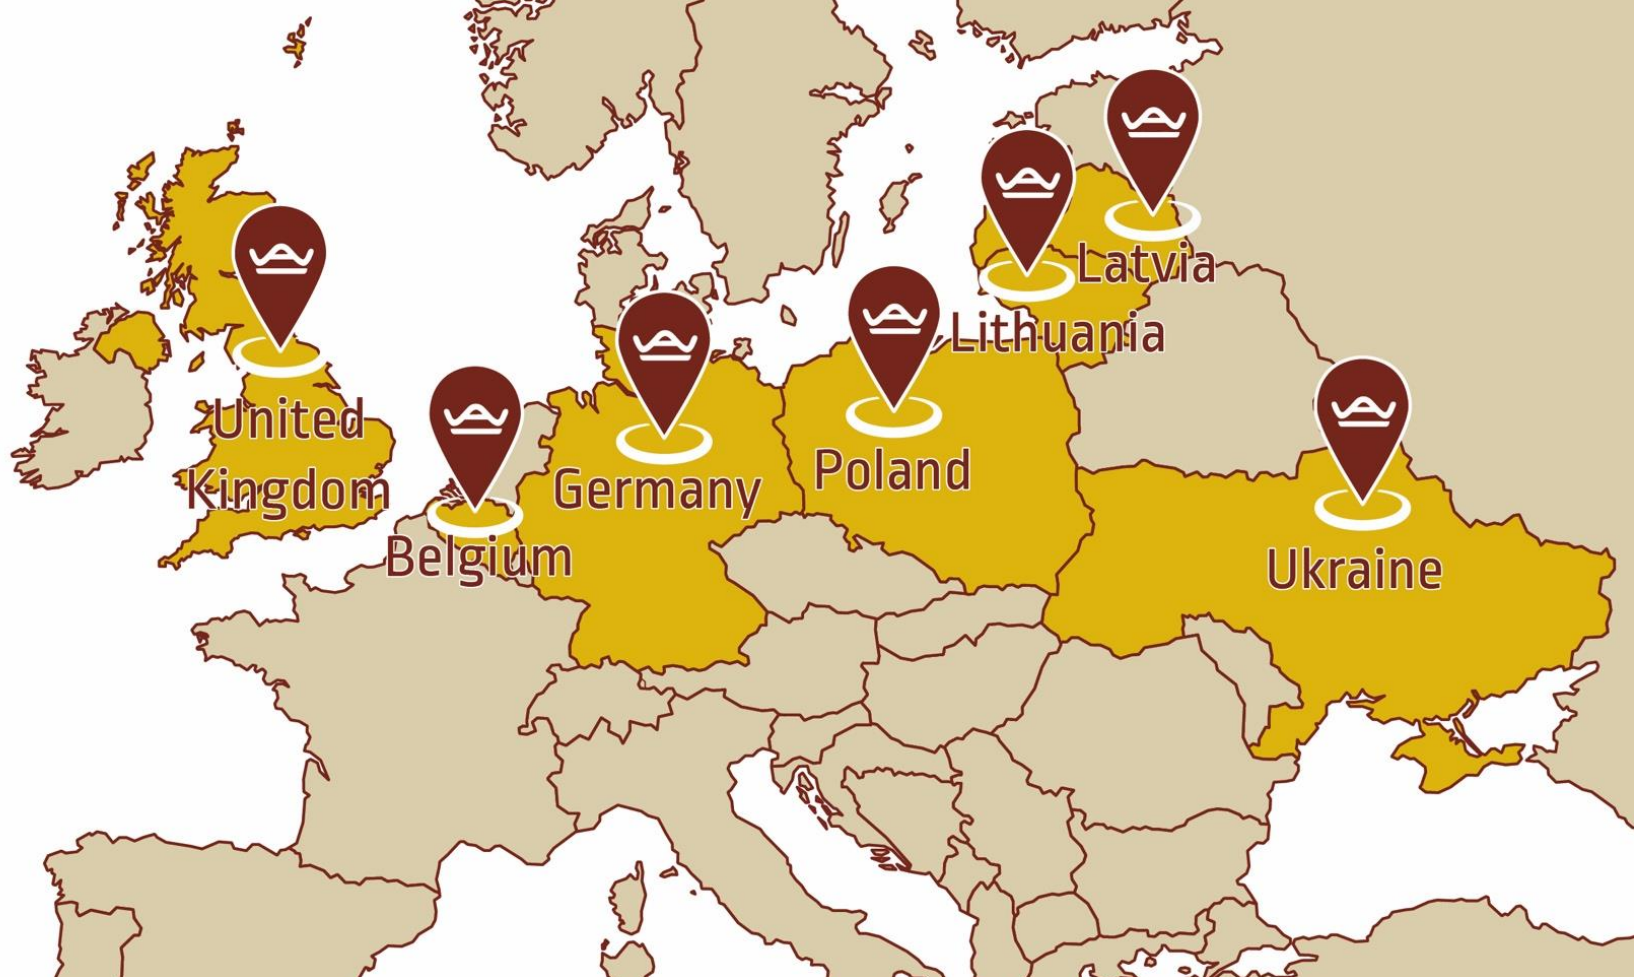 Latvia
Lithuania
United
Kingdom
Germany
Poland
Belgium
Ukraine